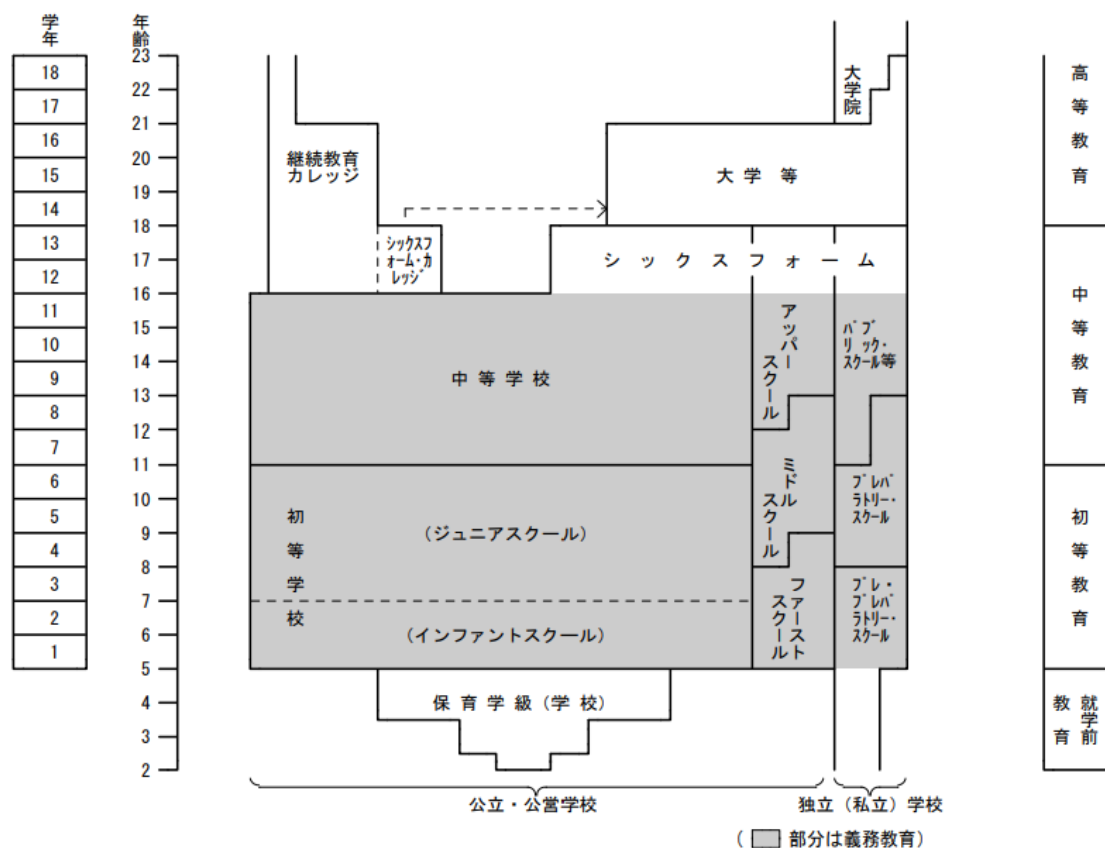 学年
年齢
18
17
16
15
14
13
12
11
10
9
8
7
6
5
4
3
2
1
23
22
21
20
19
18
17
16
15
14
13
12
11
10
9
8
7
6
5
4
3
2
大学院
継続教育
カレッジ
大学等
シックスフ
ォーム・カ
レッジ
シックスフォーム
中等学校
アッパー
スクール
パブ
リック・
スクール等
初等学校
(ジュニアスクール)
(インファントスクール)
ミドル
スクール
プレパ
ラトリー・
スクール
ファースト
スクール
プレ・
プレパ
ラトリー・
スクール
保育学級(学校)
高等教育
中等教育
初等教育
就学前
教育
公立・公営学校
独立(私立)学校
( 部分は義務教育)